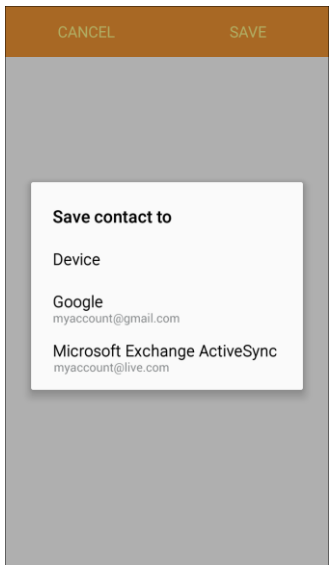 CANCEL SAVE
Save contact to
Device
Google
myaccount@gmail.com
Microsoft Exchange ActiveSync
myaccount@live.com